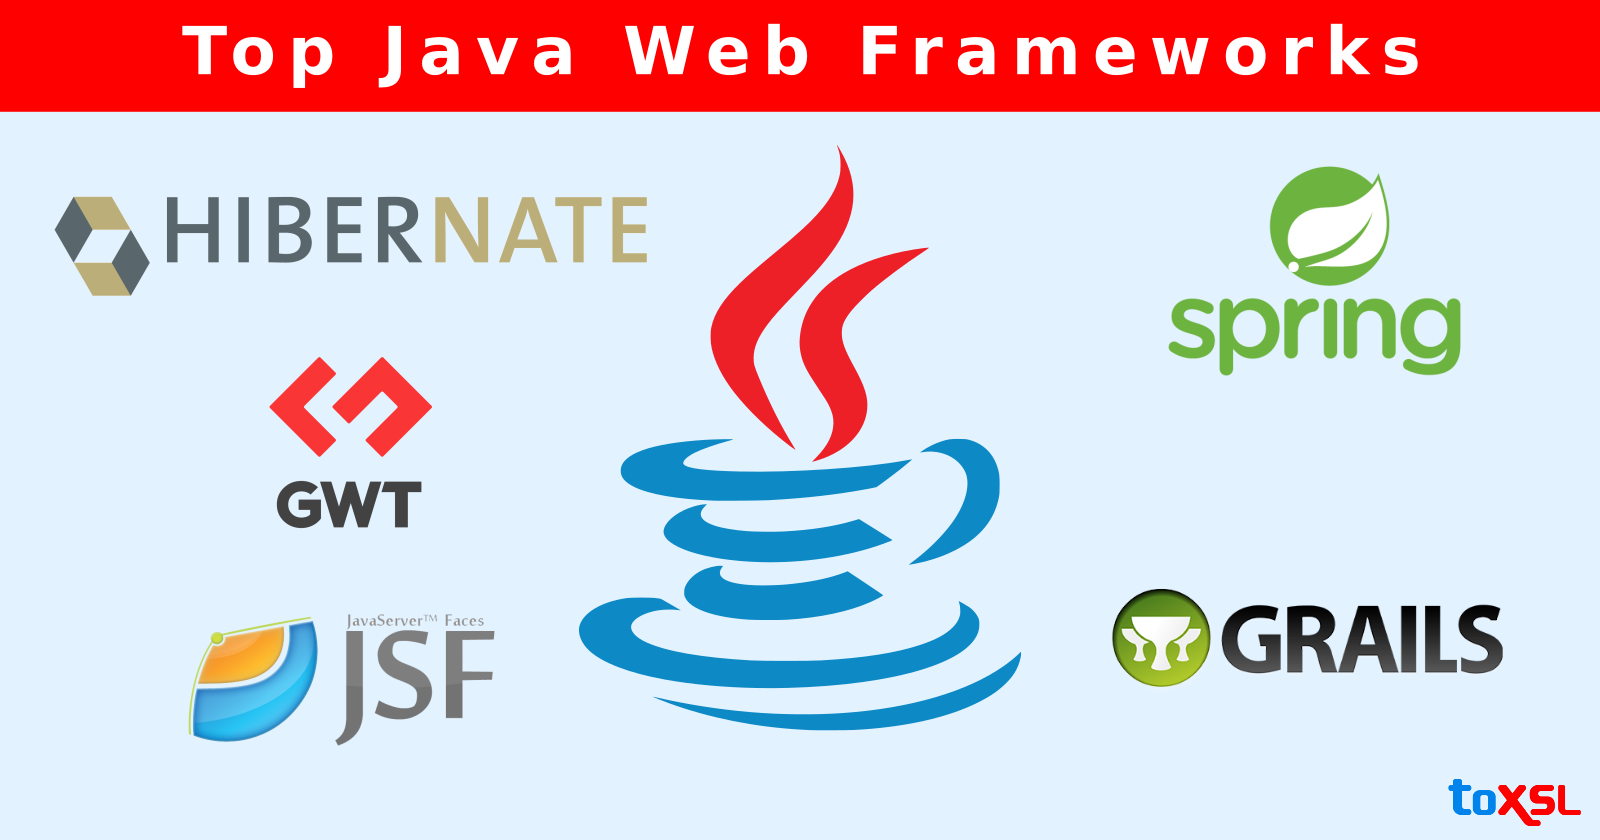 Top Java Web Frameworks
HIBERNATE
spring
GWT
JavaServer™ Faces
JSF
GRAILS
toXSL